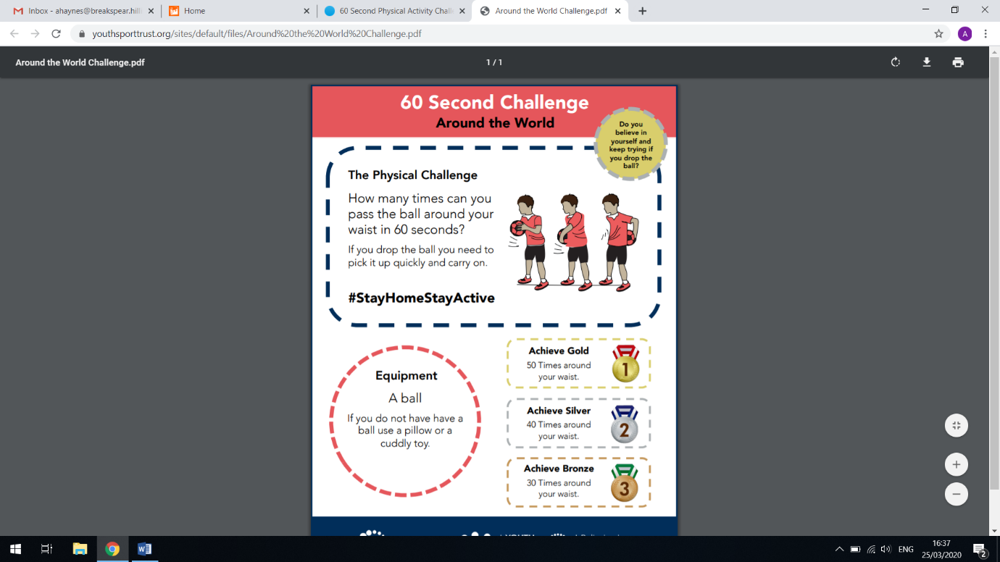 Inbox - ahaynes@breakspear.hill
Home
60 Second Physical Activity Chall
Around the World Challenge.pdf
youthsporttrust.org/sites/default/files/Around%20the%20World%20Challenge.pdf
A
Around the World Challenge.pdf
1 / 1
60 Second Challenge
Around the World
Do you
believe in
yourself and
keep trying if
you drop the
ball?
The Physical Challenge
How many times can you
pass the ball around your
waist in 60 seconds?
If you drop the ball you need to
pick it up quickly and carry on.
#StayHomeStayActive
Equipment
A ball
If you do not have have a
ball use a pillow or a
cuddly toy.
Achieve Gold
50 Times around
your waist.
1
Achieve Silver
40 Times around
your waist.
2
Achieve Bronze
30 Times around
your waist.
3
ENG
16:37
25/03/2020
2